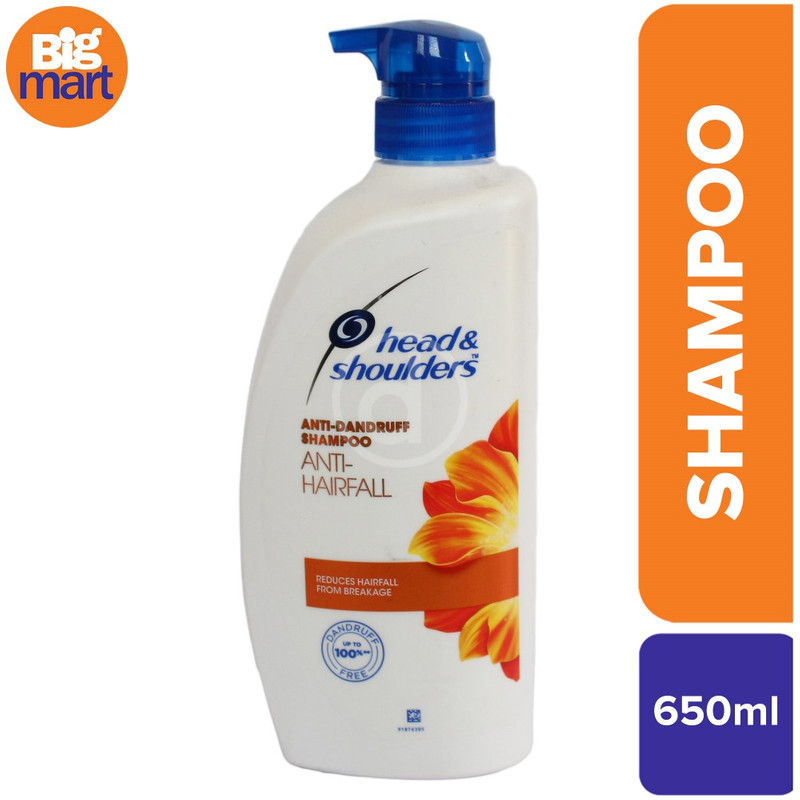 Big
mart
head &
shoulders™
ANTI-DANDRUFF
SHAMPOO
ANTI-
HAIRFALL
REDUCES HAIRFALL
FROM BREAKAGE
DANDRUFF
UP TO
100%**
FREE
SHAMPOO
650ml